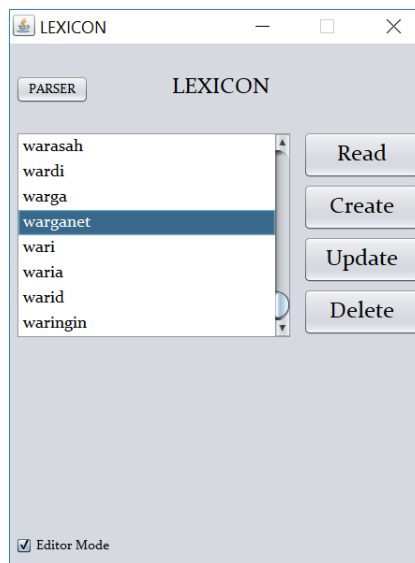 LEXICON
PARSER
LEXICON
warasah
wardi
warga
warganet
wari
waria
warid
waringin
Read
Create
Update
Delete
Editor Mode